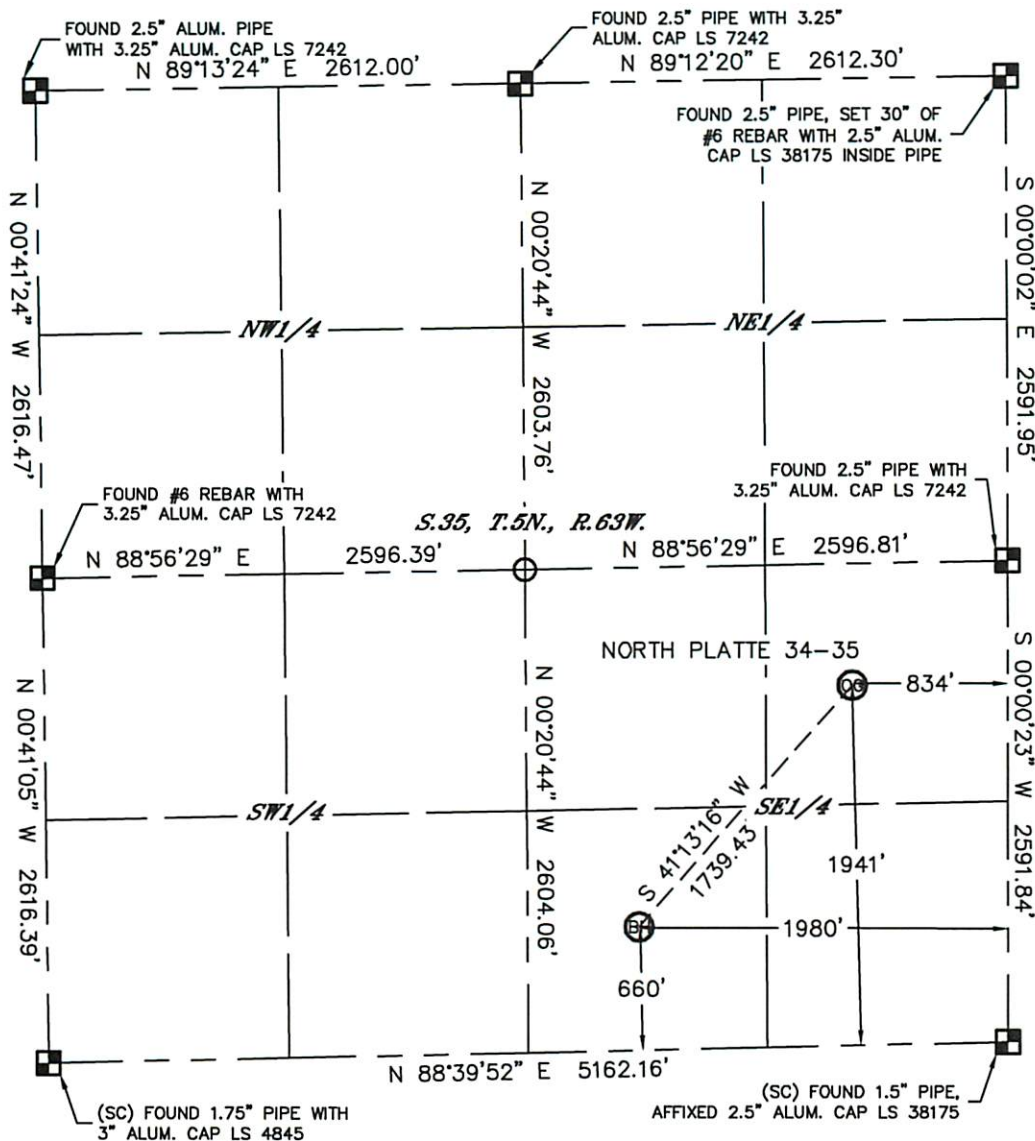 FOUND 2.5" ALUM. PIPE
WITH 3.25" ALUM. CAP LS 7242
FOUND 2.5" PIPE WITH 3.25"
ALUM. CAP LS 7242
N 89°13'24" E 2612.00'
N 89°12'20" E 2612.30'
FOUND 2.5" PIPE, SET 30" OF
#6 REBAR WITH 2.5" ALUM.
CAP LS 38175 INSIDE PIPE
N 00°41'24" W 2616.47'
N 00°20'44" W 2603.76'
S 00°00'02" E 2591.95'
NW1/4
NE1/4
FOUND #6 REBAR WITH
3.25" ALUM. CAP LS 7242
FOUND 2.5" PIPE WITH
3.25" ALUM. CAP LS 7242
S.35, T.5N., R.63W.
N 88°56'29" E 2596.39'
N 88°56'29" E 2596.81'
NORTH PLATTE 34-35
834'
N 00°41'05" W 2616.39'
N 00°20'44" W 2604.06'
S 00°00'23" W 2591.84'
SW1/4
SE1/4
S 41°13'16" W
1739.43
1941'
BH
1980'
660'
N 88°39'52" E 5162.16'
(SC) FOUND 1.75" PIPE WITH
3" ALUM. CAP LS 4845
(SC) FOUND 1.5" PIPE,
AFFIXED 2.5" ALUM. CAP LS 38175